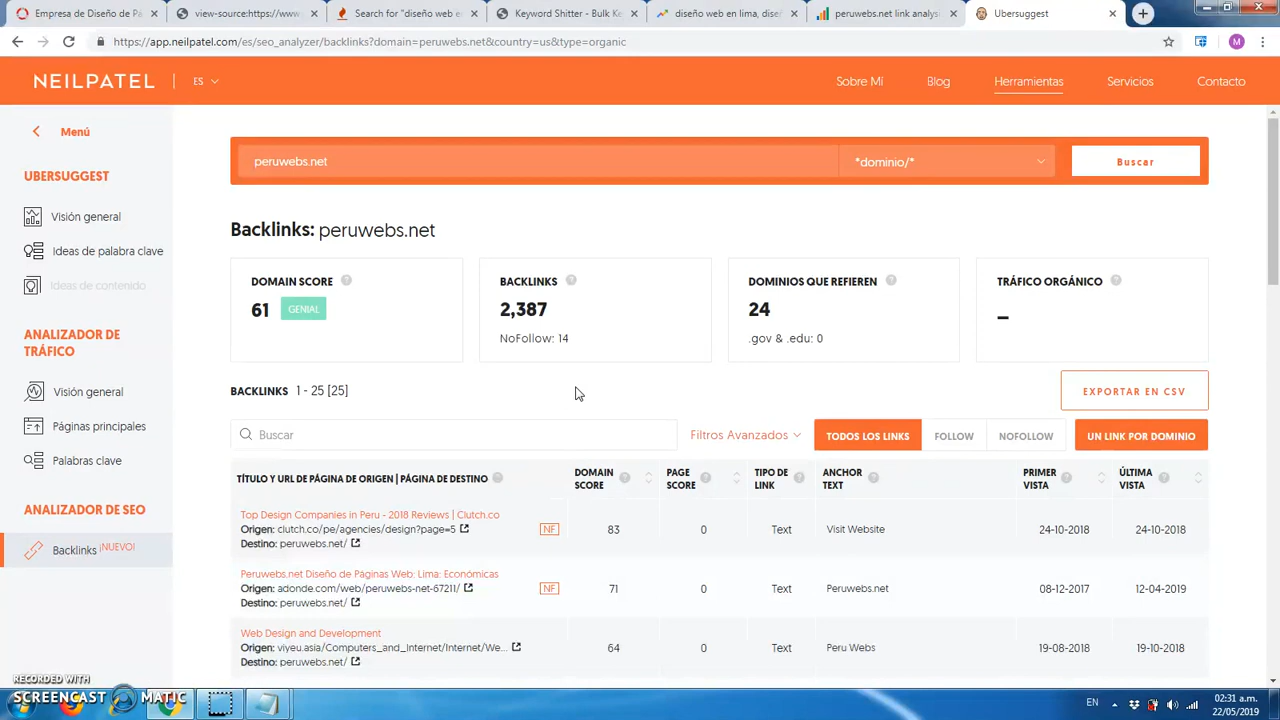 Empresa de Diseño de Pá
view-source:https://www
Search for "diseño web e
Keyword Shitter - Bulk Ke
diseño web en lima,diseñ
peruwebs.net link analys
Ubersuggest
https://app.neilpatel.com/es/seo_analyzer/backlinks?domain=peruwebs.net&country=us&type=organic
M
NEILPATEL
ES
Sobre Mí
Blog
Herramientas
Servicios
Contacto
Menú
UBERSUGGEST
Visión general
Ideas de palabra clave
Ideas de contenido
ANALIZADOR DE
TRÁFICO
Visión general
Páginas principales
Palabras clave
ANALIZADOR DE SEO
Backlinks ¡NUEVO!
peruwebs.net
*dominio/*
Buscar
Backlinks: peruwebs.net
DOMAIN SCORE ?
61 GENIAL
BACKLINKS ?
2,387
NoFollow: 14
DOMINIOS QUE REFIEREN ?
24
.gov & .edu: 0
TRÁFICO ORGÁNICO ?
–
BACKLINKS 1 - 25 [25]
EXPORTAR EN CSV
Buscar
Filtros Avanzados
TODOS LOS LINKS
FOLLOW
NOFOLLOW
UN LINK POR DOMINIO
TÍTULO Y URL DE PÁGINA DE ORIGEN | PÁGINA DE DESTINO ?
DOMAIN
SCORE ?
PAGE
SCORE ?
TIPO DE
LINK ?
ANCHOR
TEXT ?
PRIMER
VISTA ?
ÚLTIMA
VISTA ?
Top Design Companies in Peru - 2018 Reviews | Clutch.co
Origen: clutch.co/pe/agencies/design?page=5
Destino: peruwebs.net/
NF
83
0
Text
Visit Website
24-10-2018
24-10-2018
Peruwebs.net Diseño de Páginas Web: Lima: Económicas
Origen: adonde.com/web/peruwebs-net-67211/
Destino: peruwebs.net/
NF
71
0
Text
Peruwebs.net
08-12-2017
12-04-2019
Web Design and Development
Origen: viyeu.asia/Computers_and_Internet/Internet/We...
Destino: peruwebs.net/
64
0
Text
Peru Webs
19-08-2018
19-10-2018
RECORDED WITH
SCREENCAST MATIC
EN
02:31 a.m.
22/05/2019